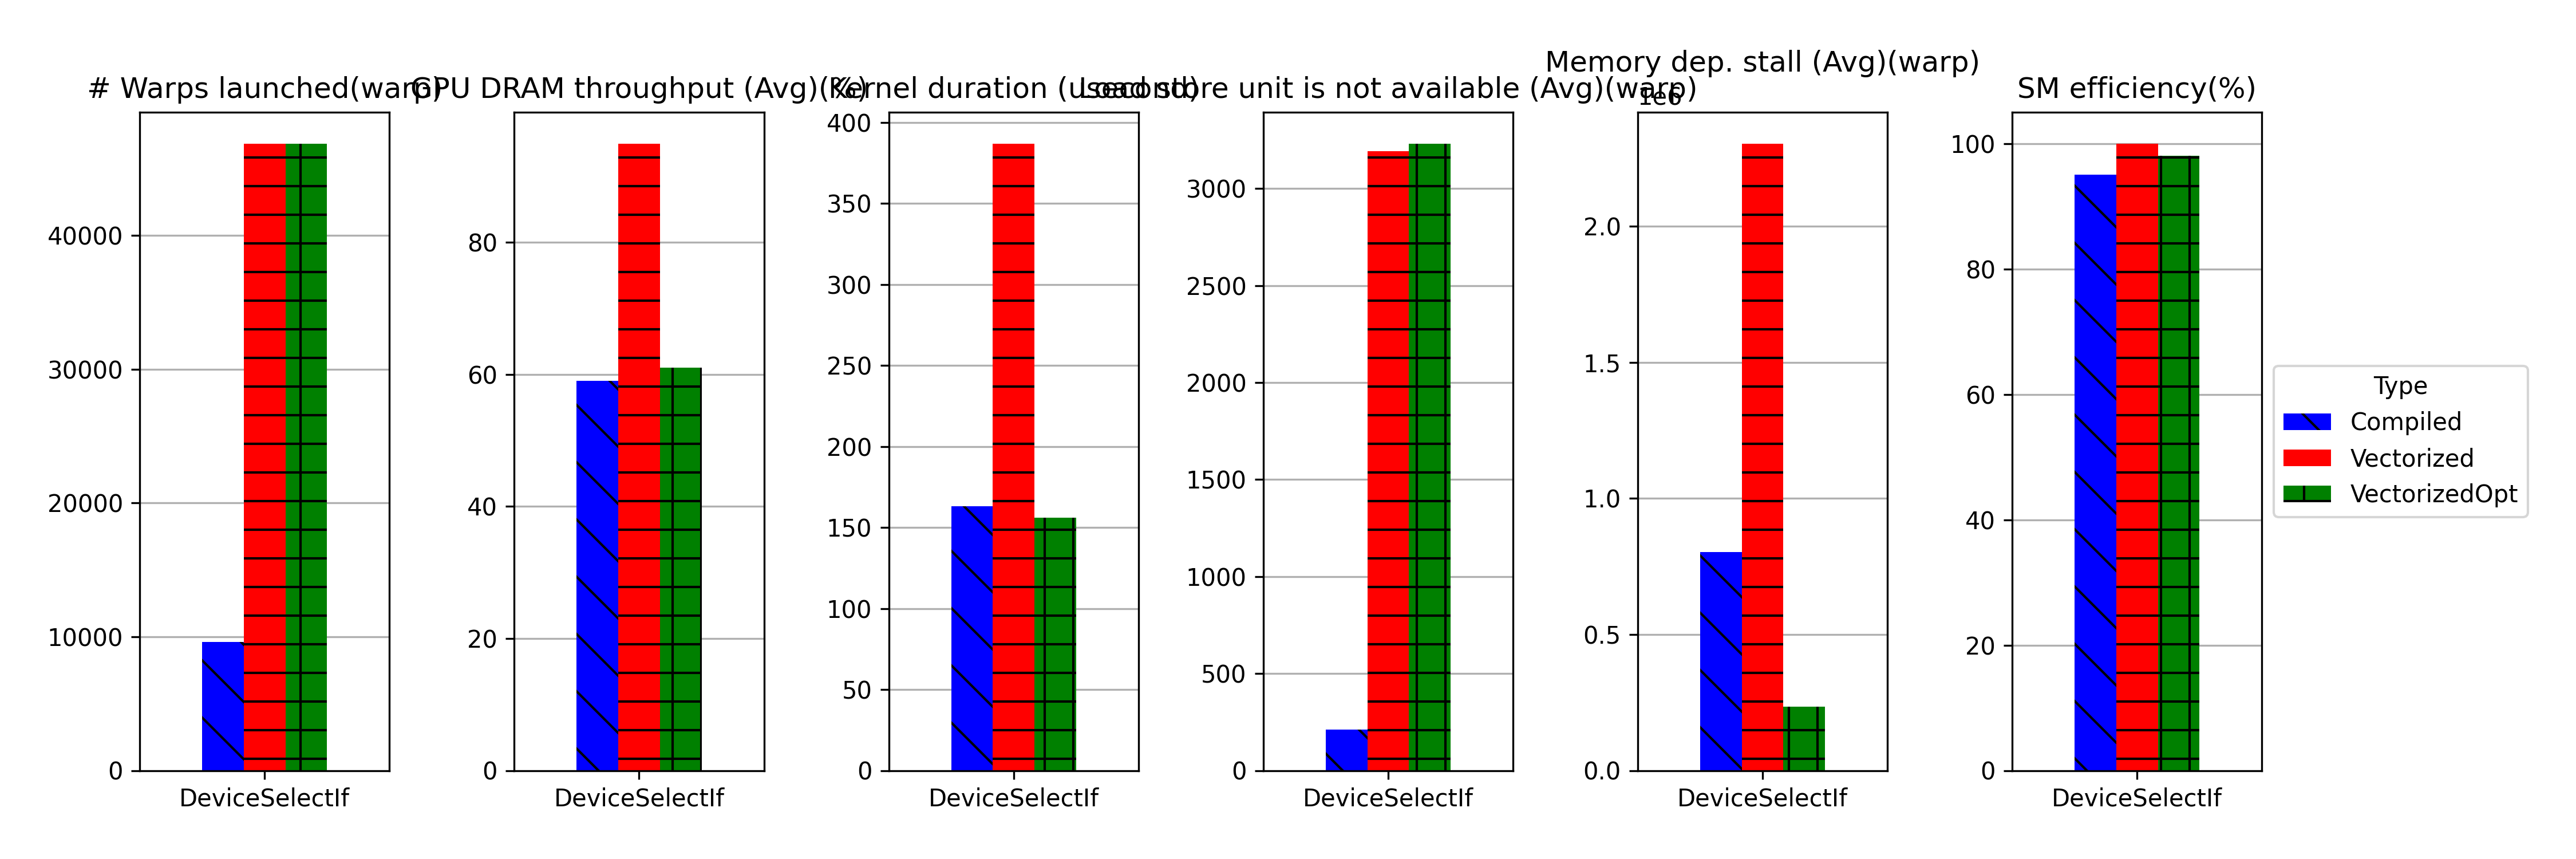 Memory dep. stall (Avg)(warp)
# Warps launched(warp)
GPU DRAM throughput (Avg)(%)
Kernel duration (usecond)
Load store unit is not available (Avg)(warp)
SM efficiency(%)
1e6
40000
30000
20000
10000
0
DeviceSelectIf
80
60
40
20
0
DeviceSelectIf
400
350
300
250
200
150
100
50
0
DeviceSelectIf
3000
2500
2000
1500
1000
500
0
DeviceSelectIf
2.0
1.5
1.0
0.5
0.0
DeviceSelectIf
100
80
60
40
20
0
DeviceSelectIf
Type
Compiled
Vectorized
VectorizedOpt